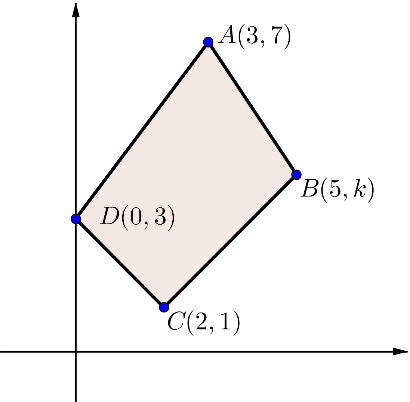 A(3, 7)
B(5, k)
D(0, 3)
C(2, 1)